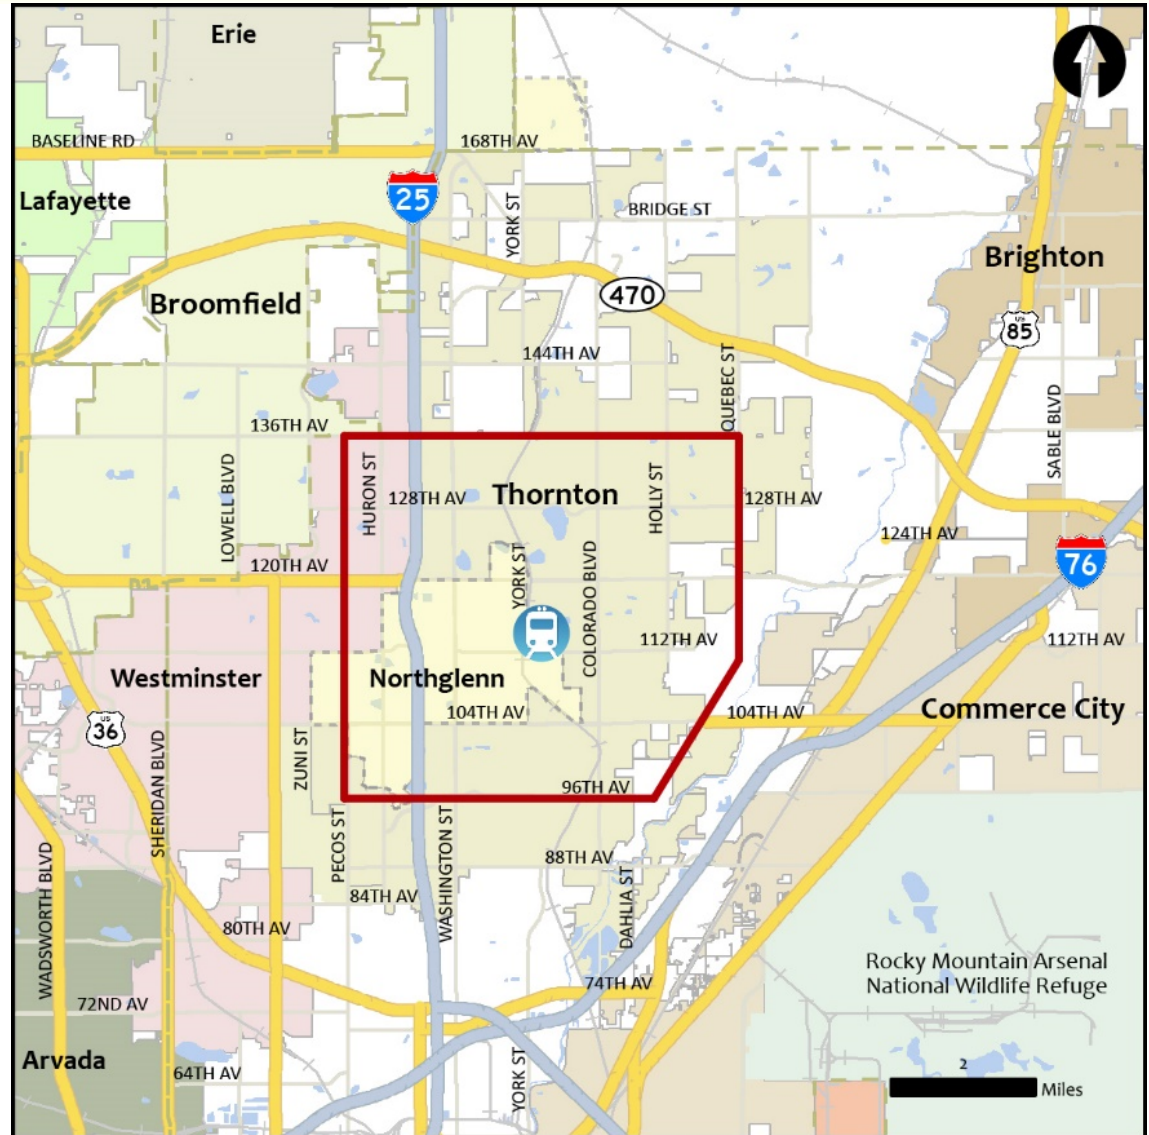 Erie
BASELINE RD
168TH AV
Lafayette
25
YORK ST
BRIDGE ST
Brighton
Broomfield
470
US
85
144TH AV
QUEBEC ST
136TH AV
SABLE BLVD
LOWELL BLVD
HURON ST
128TH AV
Thornton
HOLLY ST
128TH AV
124TH AV
120TH AV
YORK ST
COLORADO BLVD
76
112TH AV
112TH AV
Westminster
Northglenn
104TH AV
104TH AV
Commerce City
US
36
ZUNI ST
SHERIDAN BLVD
96TH AV
PECOS ST
WASHINGTON ST
88TH AV
WADSWORTH BLVD
84TH AV
DAHLIA ST
80TH AV
Rocky Mountain Arsenal
National Wildlife Refuge
74TH AV
72ND AV
Arvada
64TH AV
YORK ST
2
Miles